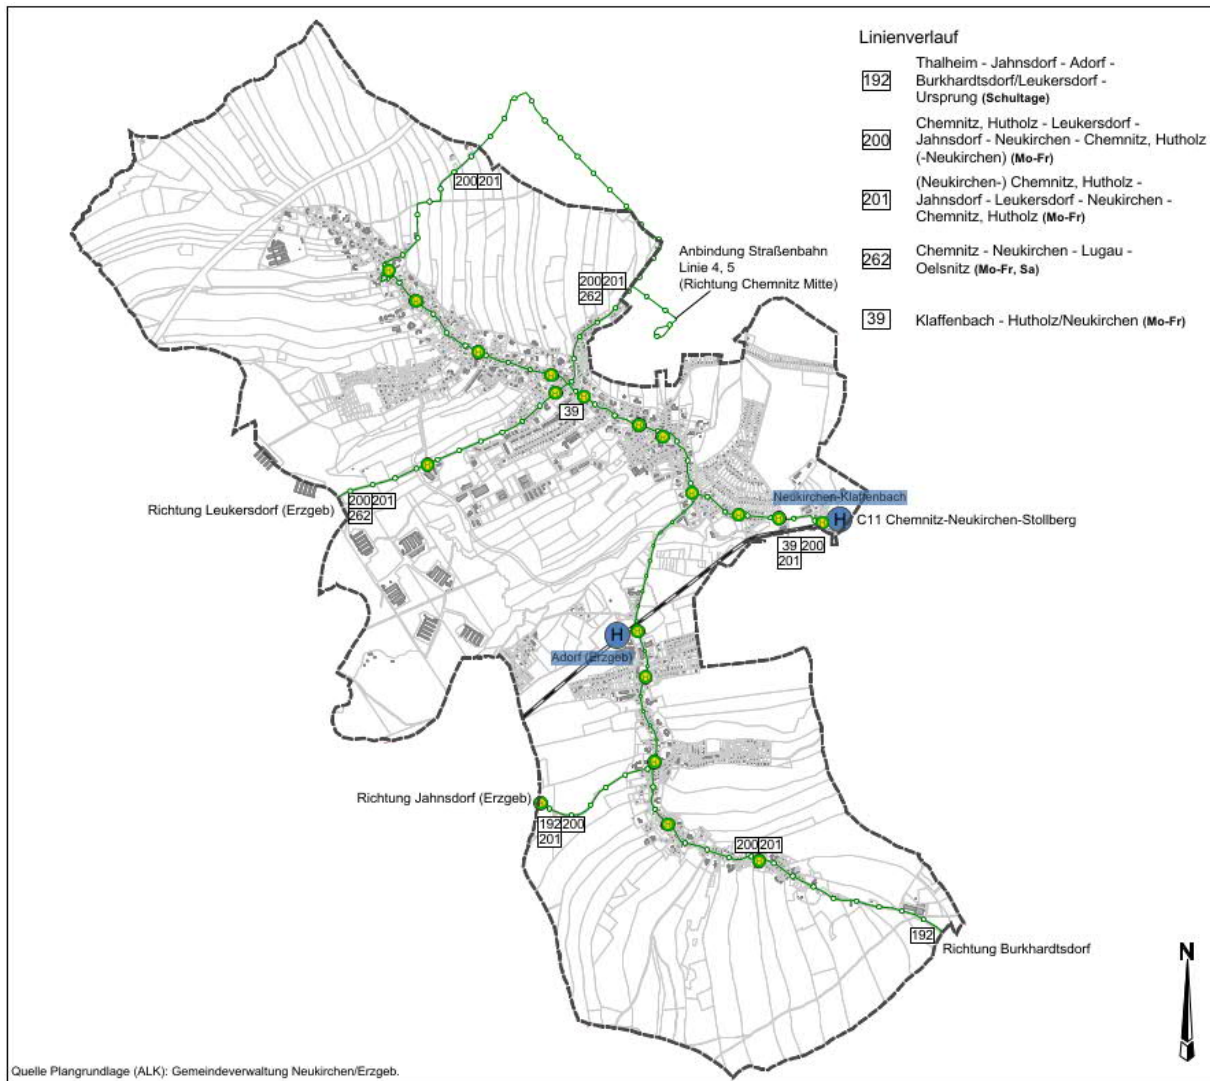 Linienverlauf
192
Thalheim - Jahnsdorf - Adorf -
Burkhardtsdorf/Leukersdorf -
Ursprung (Schultage)
200
Chemnitz, Hutholz - Leukersdorf -
Jahnsdorf - Neukirchen - Chemnitz, Hutholz
(-Neukirchen) (Mo-Fr)
201
(Neukirchen-) Chemnitz, Hutholz -
Jahnsdorf - Leukersdorf - Neukirchen -
Chemnitz, Hutholz (Mo-Fr)
262
Chemnitz - Neukirchen - Lugau -
Oelsnitz (Mo-Fr, Sa)
39
Klaffenbach - Hutholz/Neukirchen (Mo-Fr)
200 201
Anbindung Straßenbahn
Linie 4, 5
(Richtung Chemnitz Mitte)
200 201
262
39
Richtung Leukersdorf (Erzgeb)
200 201
262
Neukirchen-Klaffenbach
H
C11 Chemnitz-Neukirchen-Stollberg
39 200
201
H
Adorf (Erzgeb)
Richtung Jahnsdorf (Erzgeb)
192 200
201
200 201
192
Richtung Burkhardtsdorf
N
Quelle Plangrundlage (ALK): Gemeindeverwaltung Neukirchen/Erzgeb.